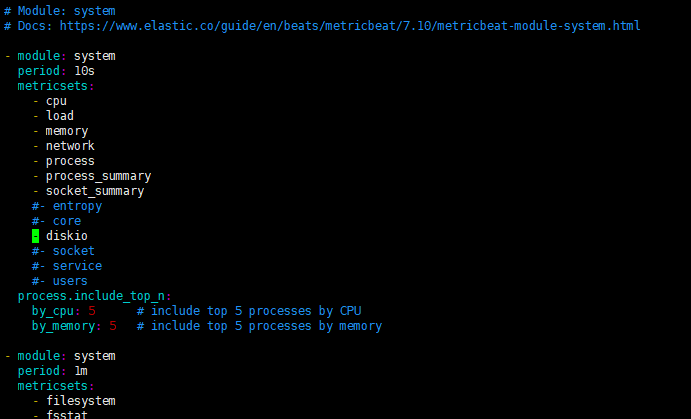 # Module: system
# Docs: https://www.elastic.co/guide/en/beats/metricbeat/7.10/metricbeat-module-system.html

- module: system
  period: 10s
  metricsets:
    - cpu
    - load
    - memory
    - network
    - process
    - process_summary
    - socket_summary
    #- entropy
    #- core
    - diskio
    #- socket
    #- service
    #- users
  process.include_top_n:
    by_cpu: 5      # include top 5 processes by CPU
    by_memory: 5   # include top 5 processes by memory

- module: system
  period: 1m
  metricsets:
    - filesystem
    - fsstat